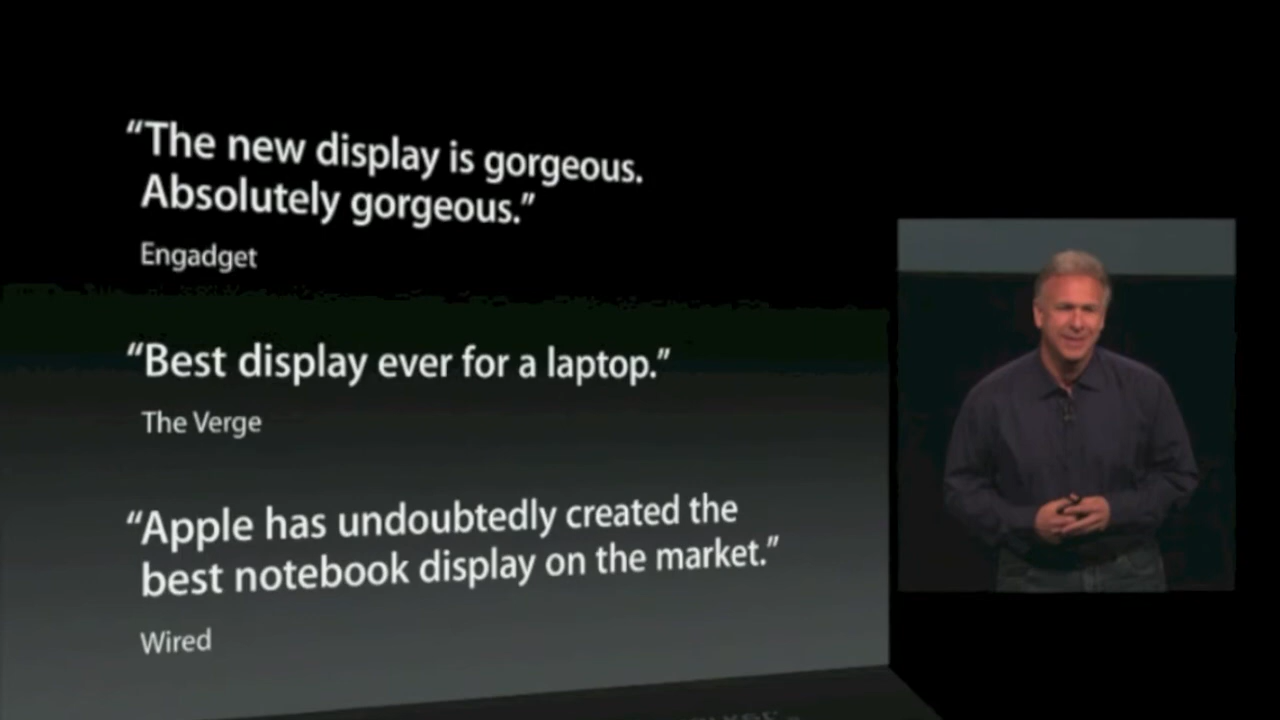 “The new display is gorgeous.
Absolutely gorgeous.”
Engadget
“Best display ever for a laptop.”
The Verge
“Apple has undoubtedly created the
best notebook display on the market.”
Wired